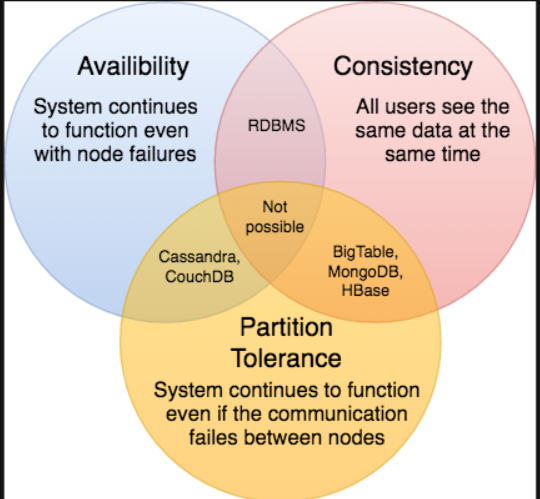 Availibility
System continues
to function even
with node failures
Consistency
All users see the
same data at the
same time
RDBMS
Not
possible
Cassandra,
CouchDB
BigTable,
MongoDB,
HBase
Partition
Tolerance
System continues to function
even if the communication
failes between nodes